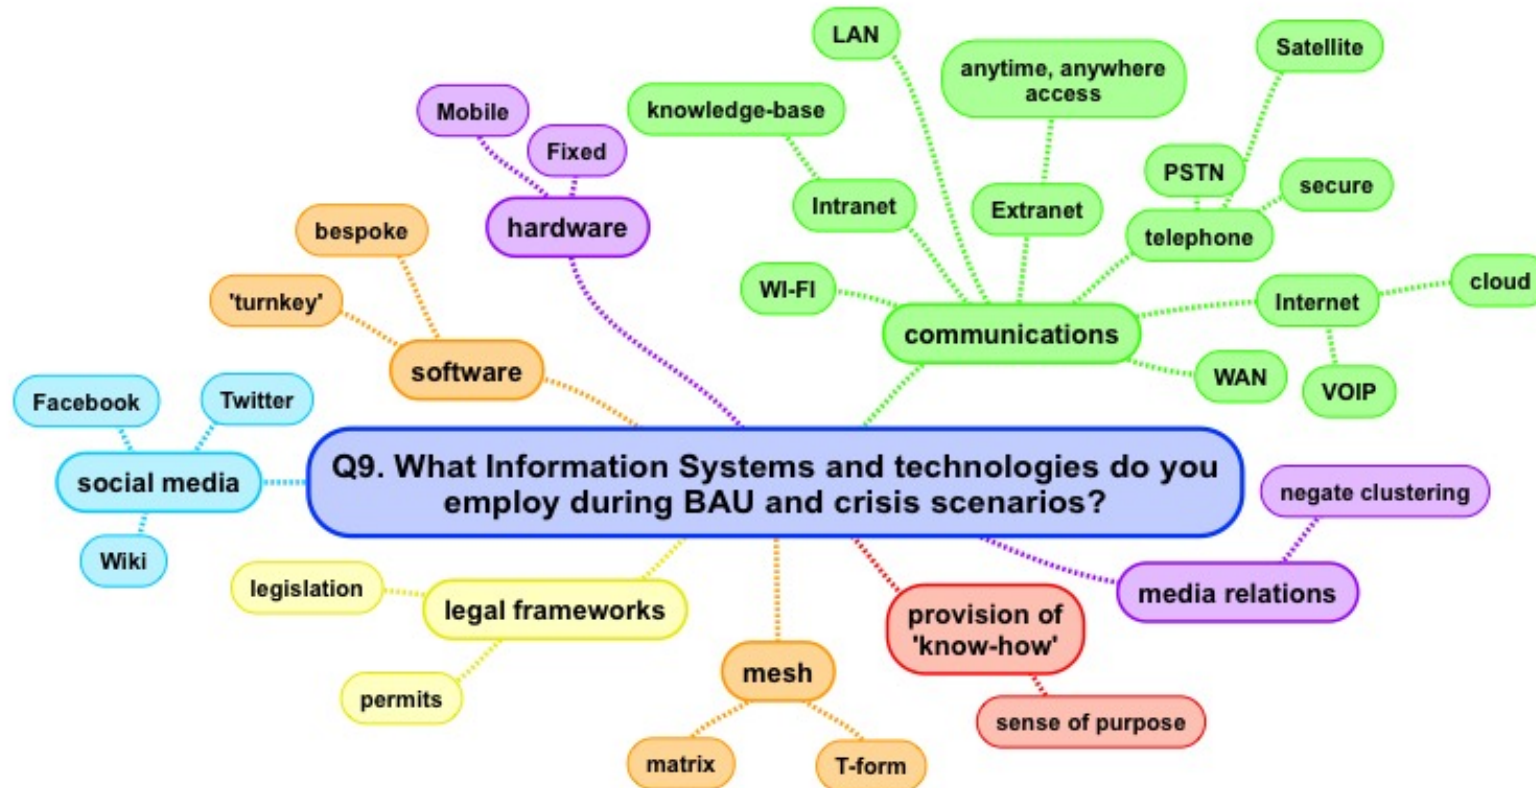 LAN
Satellite
anytime, anywhere
access
knowledge-base
Mobile
Fixed
PSTN
secure
Intranet
Extranet
telephone
hardware
bespoke
'turnkey'
WI-FI
Internet
cloud
communications
software
WAN
VOIP
Facebook
Twitter
social media
Wiki
Q9. What Information Systems and technologies do you
employ during BAU and crisis scenarios?
negate clustering
media relations
legislation
legal frameworks
permits
provision of
'know-how'
sense of purpose
mesh
matrix
T-form